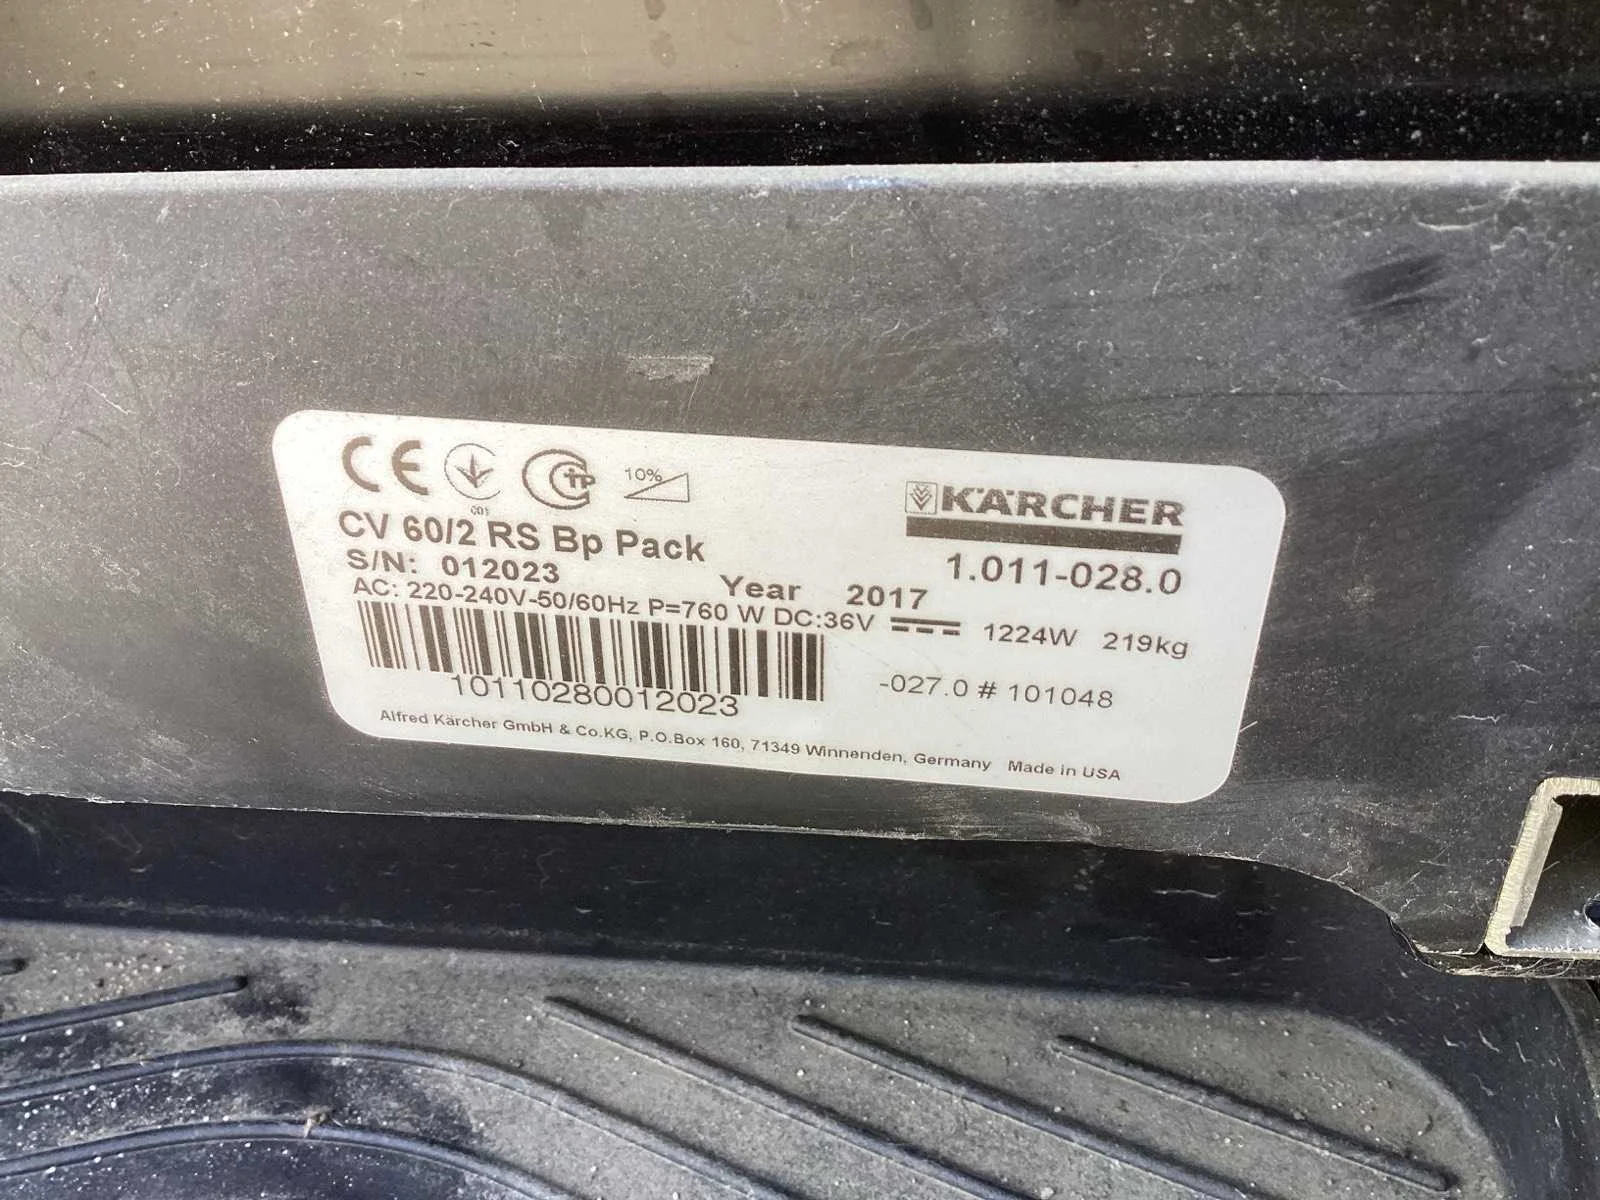 CE
001
СТР
10%
KÄRCHER
CV 60/2 RS Bp Pack
1.011-028.0
S/N: 012023
Year 2017
AC: 220-240V-50/60Hz P=760 W DC:36V 1224W 219kg
10110280012023
-027.0 # 101048
Alfred Kärcher GmbH & Co.KG, P.O.Box 160, 71349 Winnenden, Germany Made in USA